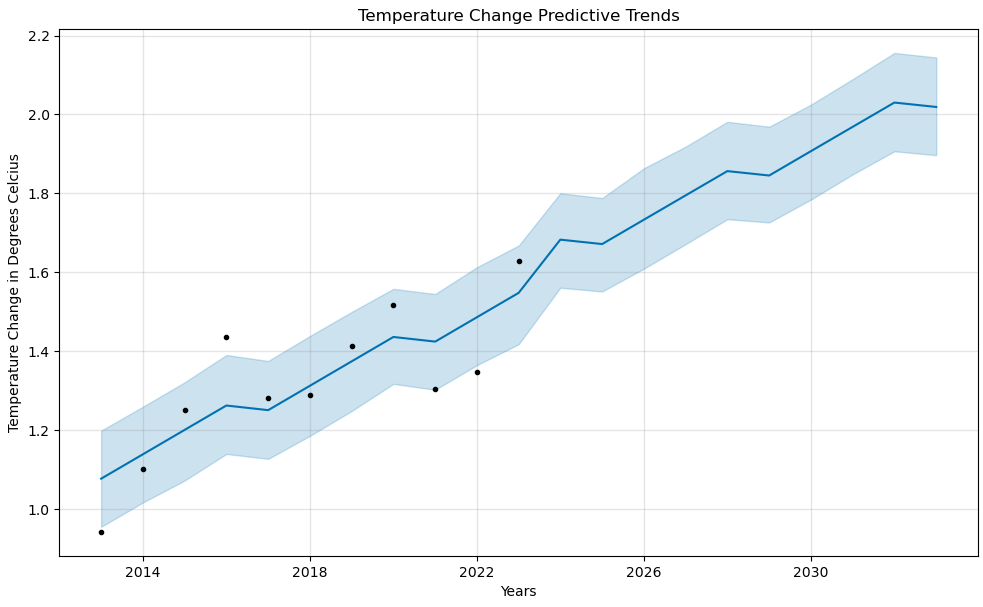 Temperature Change Predictive Trends
Temperature Change in Degrees Celcius
2.2
2.0
1.8
1.6
1.4
1.2
1.0
2014 2018 2022 2026 2030
Years